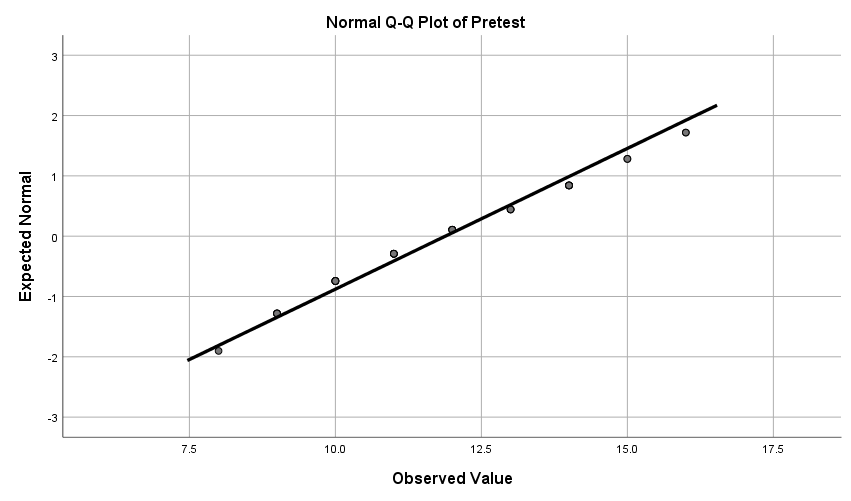 Normal Q-Q Plot of Pretest
Expected Normal
3
2
1
0
-1
-2
-3
7.5 10.0 12.5 15.0 17.5
Observed Value